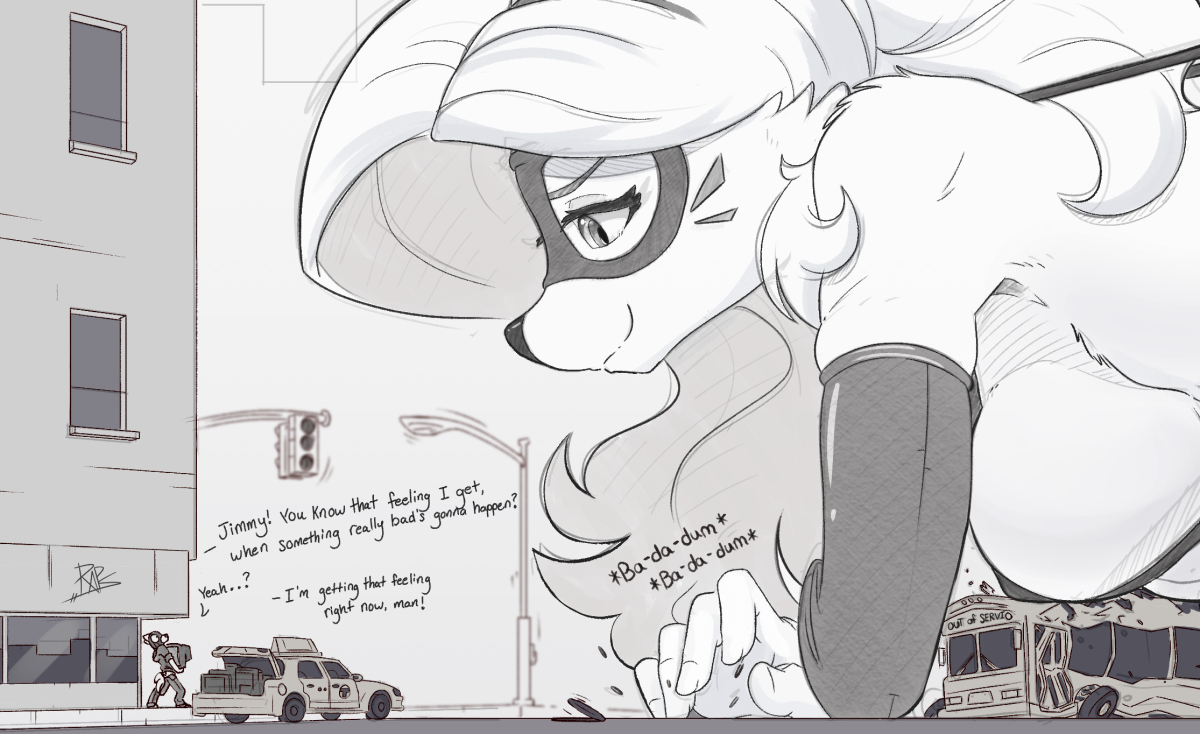 — Jimmy! You know that feeling I get,
when something really bad's gonna happen?
Yeah..?
— I'm getting that feeling
right now, man!
*Ba-da-dum*
*Ba-da-dum*
OUT of SERVIC